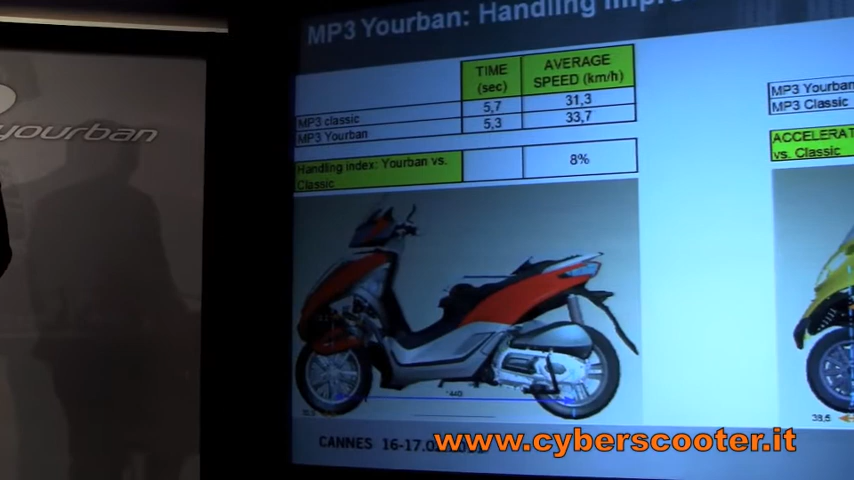 MP3 Yourban: Handling
TIME (sec) AVERAGE SPEED (km/h)
MP3 classic 5,7 31,3
MP3 Yourban 5,3 33,7
Handling index: Yourban vs. Classic 8%
MP3 Yourban
MP3 Classic
vs. Classic
yourban
1440
38,5
CANNES 16-17.0
www.cyberscooter.it